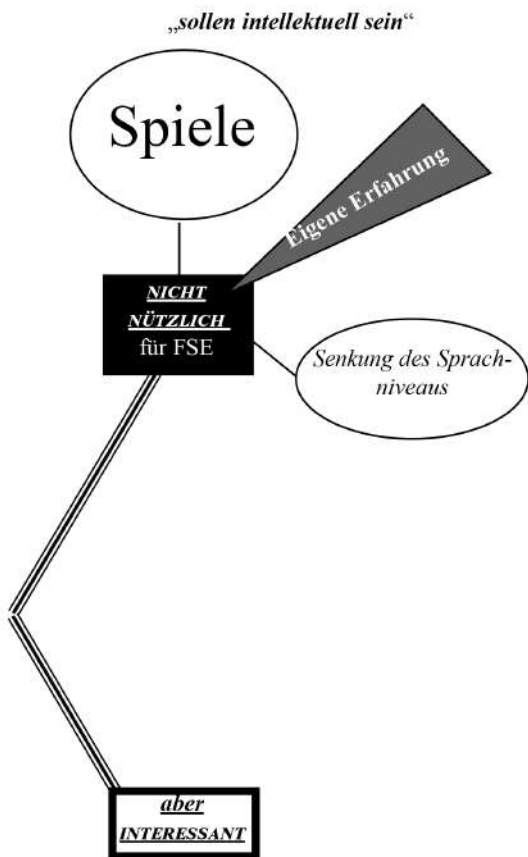 „sollen intellektuell sein“
Spiele
Eigene Erfahrung
NICHT
NÜTZLICH
für FSE
Senkung des Sprach-
niveaus
aber
INTERESSANT